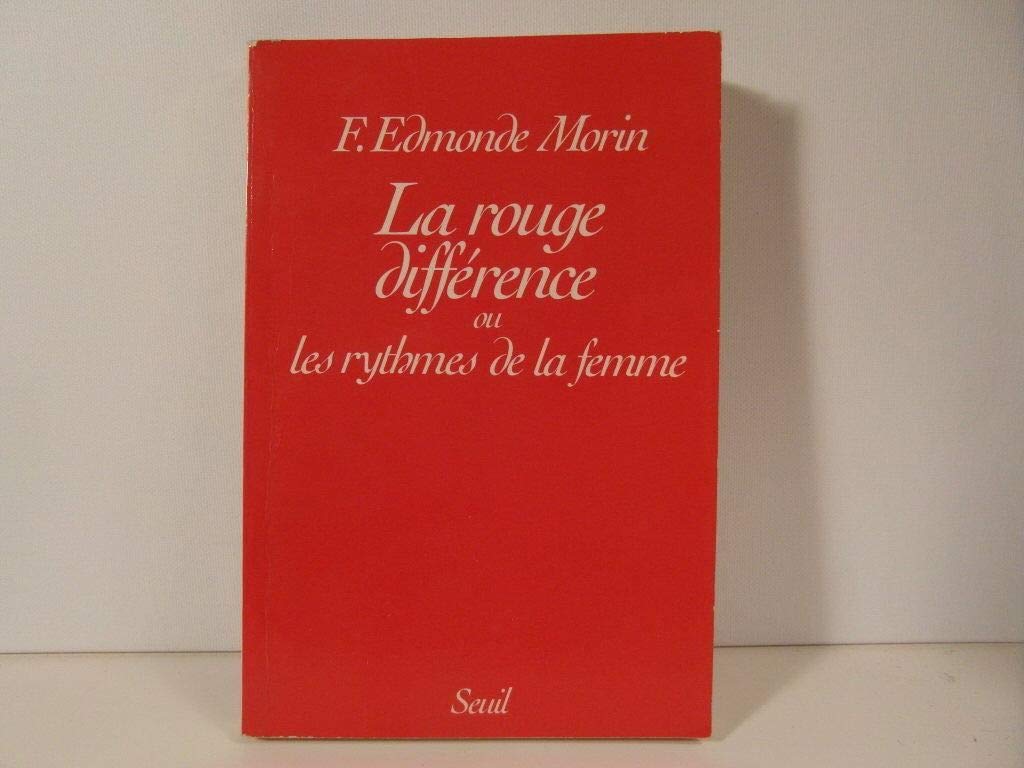 F. Edmonde Morin
La rouge
différence
ou
les rythmes de la femme
Seuil